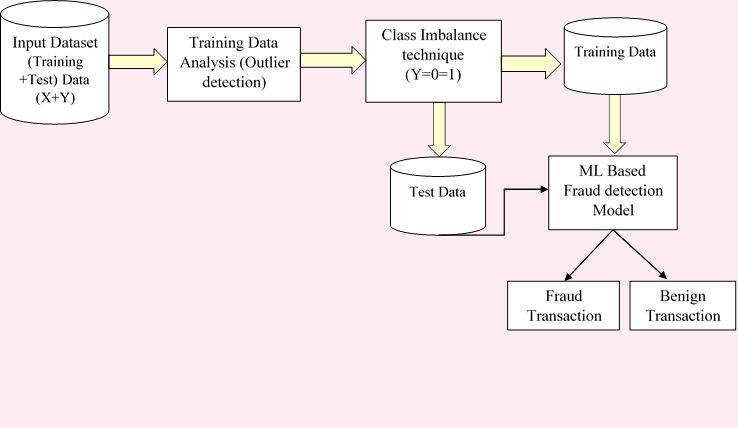 Input Dataset
(Training
+Test) Data
(X+Y)
Training Data
Analysis (Outlier
detection)
Class Imbalance
technique
(Y=0=1)
Training Data
Test Data
ML Based
Fraud detection
Model
Fraud
Transaction
Benign
Transaction